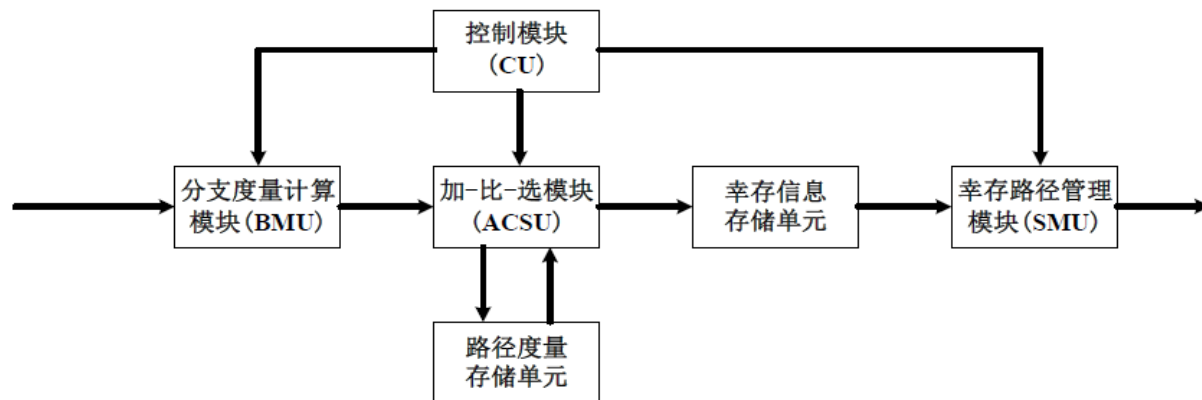 控制模块
(CU)
分支度量计算
模块(BMU)
加-比-选模块
(ACSU)
幸存信息
存储单元
幸存路径管理
模块(SMU)
路径度量
存储单元